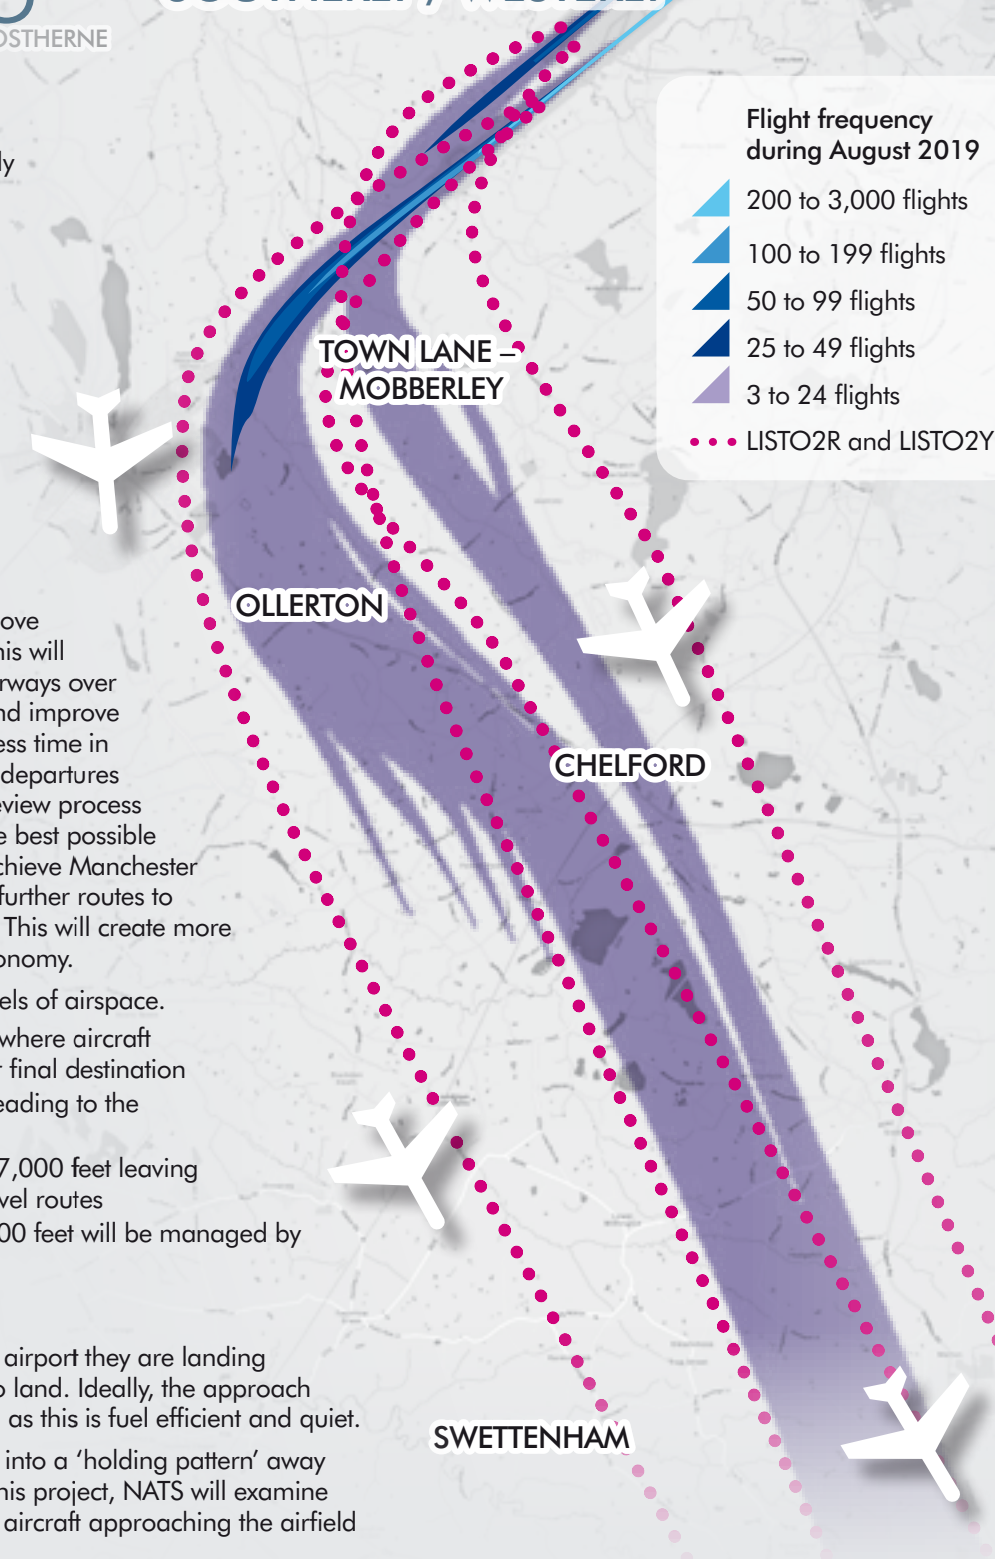 OSTHERNE
SOUTHERLY / WESTERLY
ly
Flight frequency
during August 2019
200 to 3,000 flights
100 to 199 flights
50 to 99 flights
25 to 49 flights
3 to 24 flights
LISTO2R and LISTO2Y
TOWN LANE –
MOBBERLEY
OLLERTON
CHELFORD
SWETTENHAM
ove
his will
rways over
nd improve
ess time in
departures
eview process
e best possible
chieve Manchester
further routes to
This will create more
onomy.
els of airspace.
where aircraft
r final destination
eading to the
7,000 feet leaving
vel routes
00 feet will be managed by
airport they are landing
o land. Ideally, the approach
as this is fuel efficient and quiet.
into a ‘holding pattern’ away
his project, NATS will examine
aircraft approaching the airfield